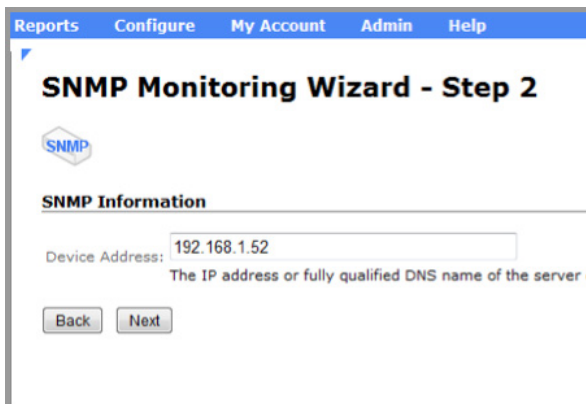 Reports Configure My Account Admin Help
SNMP Monitoring Wizard - Step 2
SNMP
SNMP Information
Device Address: 192.168.1.52
The IP address or fully qualified DNS name of the server
Back Next